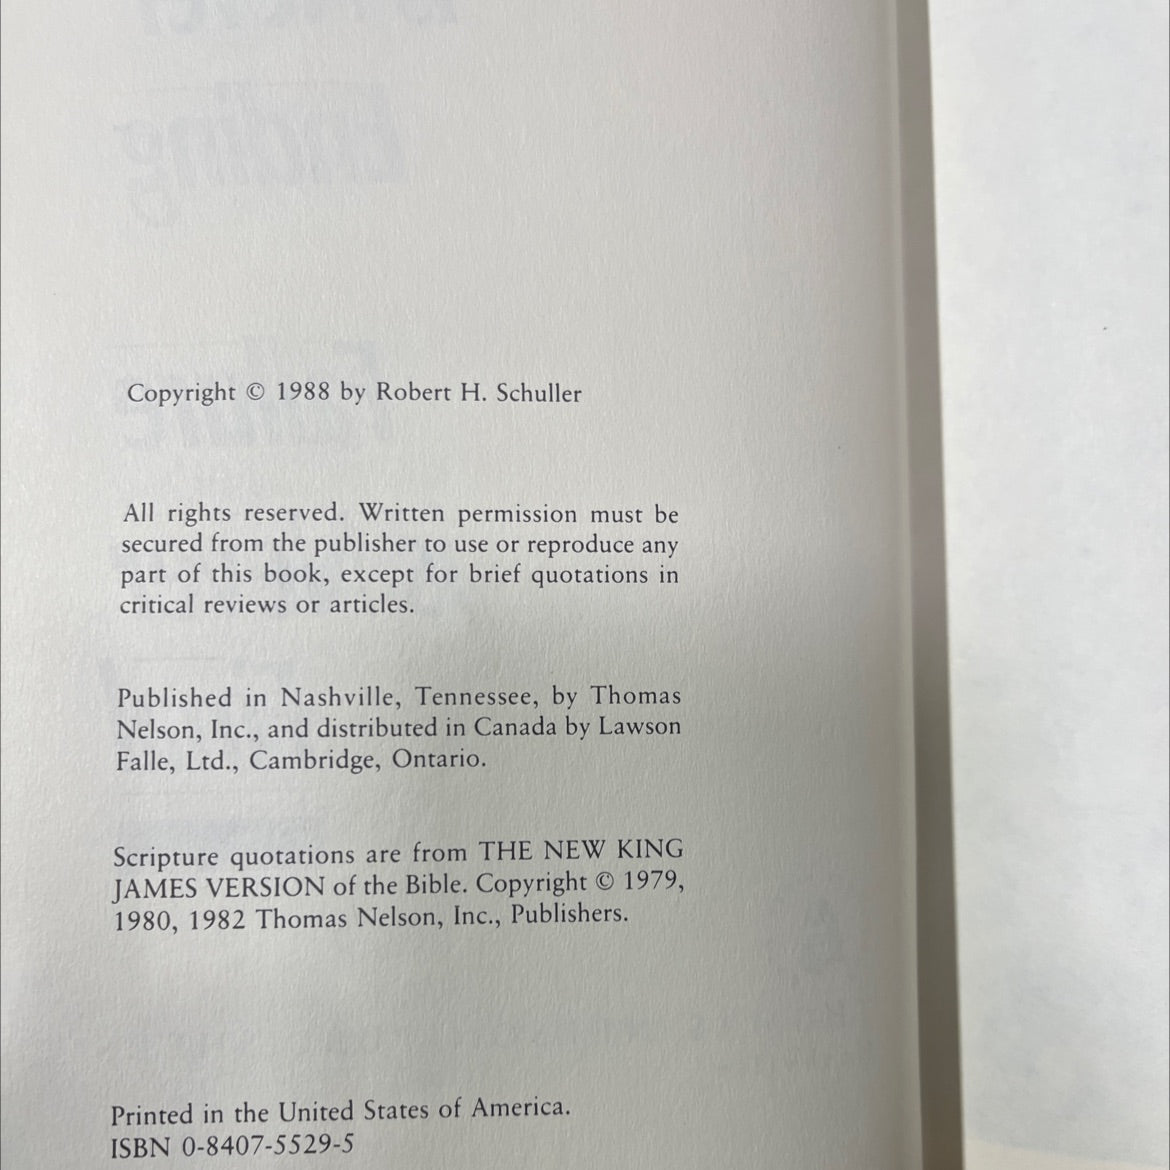 Copyright © 1988 by Robert H. Schuller
All rights reserved. Written permission must be
secured from the publisher to use or reproduce any
part of this book, except for brief quotations in
critical reviews or articles.
Published in Nashville, Tennessee, by Thomas
Nelson, Inc., and distributed in Canada by Lawson
Falle, Ltd., Cambridge, Ontario.
Scripture quotations are from THE NEW KING
JAMES VERSION of the Bible. Copyright © 1979,
1980, 1982 Thomas Nelson, Inc., Publishers.
Printed in the United States of America.
ISBN 0-8407-5529-5